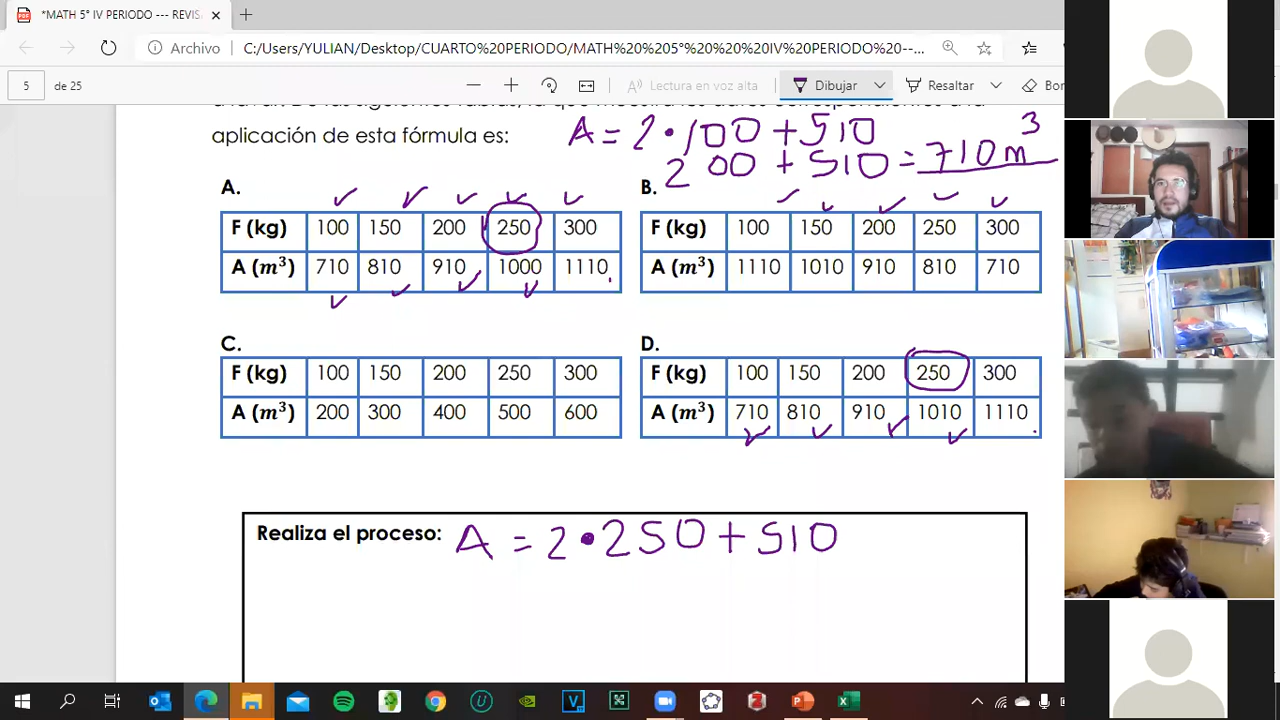 *MATH 5° IV PERIODO --- REVIS
Archivo C:/Users/YULIAN/Desktop/CUARTO%20PERIODO/MATH%20%205°%20%20%20IV%20PERIODO%20--...
5 de 25
Lectura en voz alta Dibujar Resaltar Bor
aplicación de esta fórmula es:
A = 2 • 100 + 510
200 + 510 = 710 m³
A.
F (kg) 100 150 200 250 300
A (m³) 710 810 910 1000 1110
B.
F (kg) 100 150 200 250 300
A (m³) 1110 1010 910 810 710
C.
F (kg) 100 150 200 250 300
A (m³) 200 300 400 500 600
D.
F (kg) 100 150 200 250 300
A (m³) 710 810 910 1010 1110
Realiza el proceso: A = 2 • 250 + 510